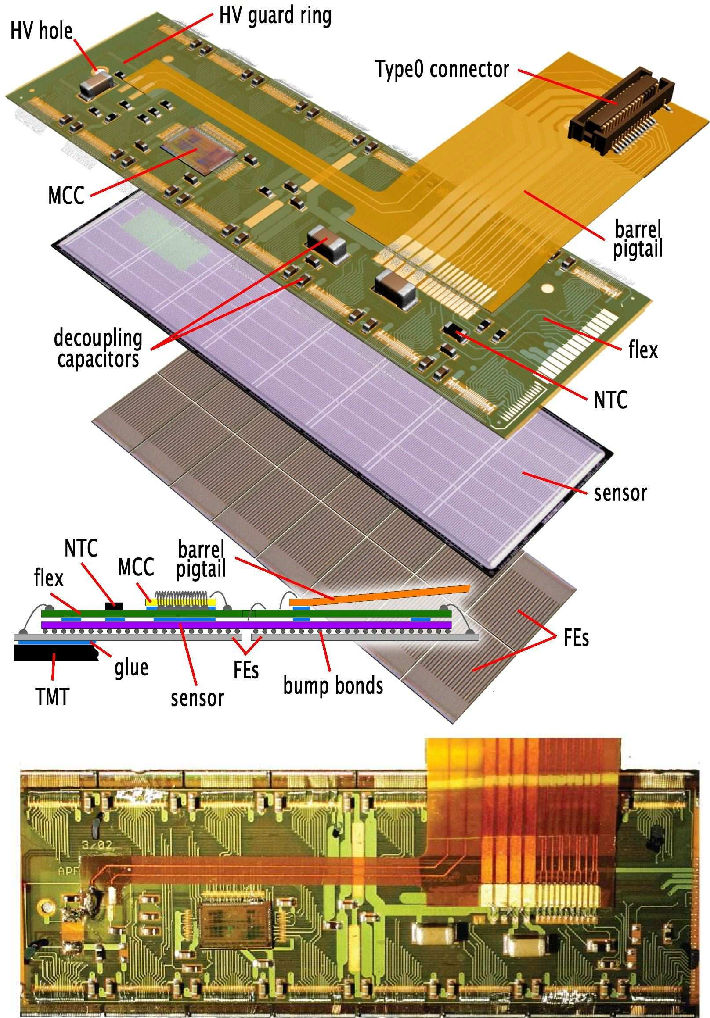 HV hole
HV guard ring
Type0 connector
MCC
barrel
pigtail
decoupling
capacitors
flex
NTC
sensor
NTC
flex
MCC
barrel
pigtail
FEs
glue
FEs
TMT
sensor
bump bonds
3/02